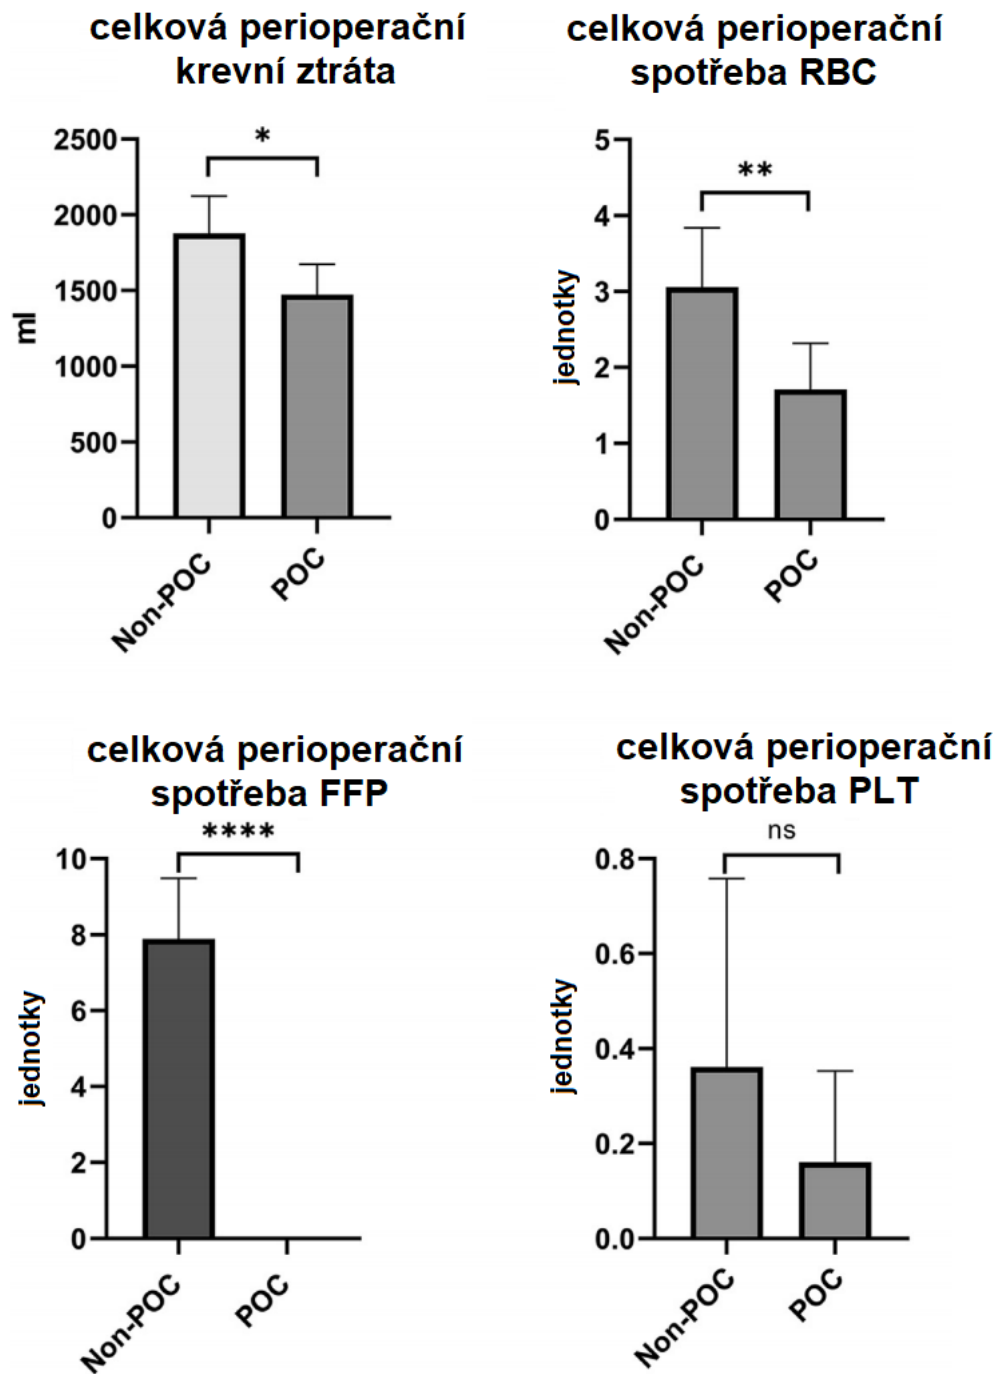 celková perioperační
krevní ztráta
*
2500
2000
1500
1000
500
0
ml
Non-POC
POC
celková perioperační
spotřeba RBC
**
5
4
3
2
1
0
jednotky
Non-POC
POC
celková perioperační
spotřeba FFP
****
10
8
6
4
2
0
jednotky
Non-POC
POC
celková perioperační
spotřeba PLT
ns
0.8
0.6
0.4
0.2
0.0
jednotky
Non-POC
POC